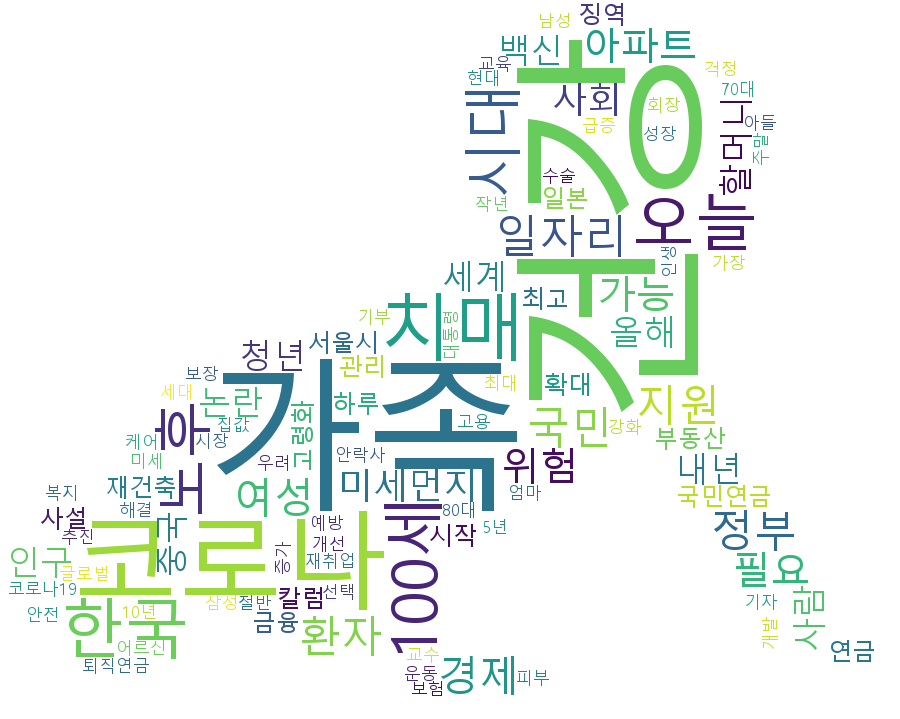 남성
징역
백신
아파트
교육
현대
걱정
70대
사회
회장
시대
급증
성장
아들
주말
할머니
건강
수술
작년
일본
오늘
일자리
인생
가장
세계
가능
최고
올해
치매
기부
대통령
서울시
청년
관리
보장
세대
최대
확대
지원
논란
하루
가족
국민
강화
고용
부동산
노후
집값
시장
고령화
케어
미세
우려
안락사
위험
내년
복지
재건축
여성
미세먼지
엄마
국민연금
사설
해결
80대
5년
추진
중국
예방
개선
100세
시작
정부
인구
코로나
증가
재취업
필요
글로벌
코로나19
삼성
절반
칼럼
선택
기자
안전
한국
10년
금융
환자
사람
개발
어르신
퇴직연금
교수
운동
보험
경제
피부
연금